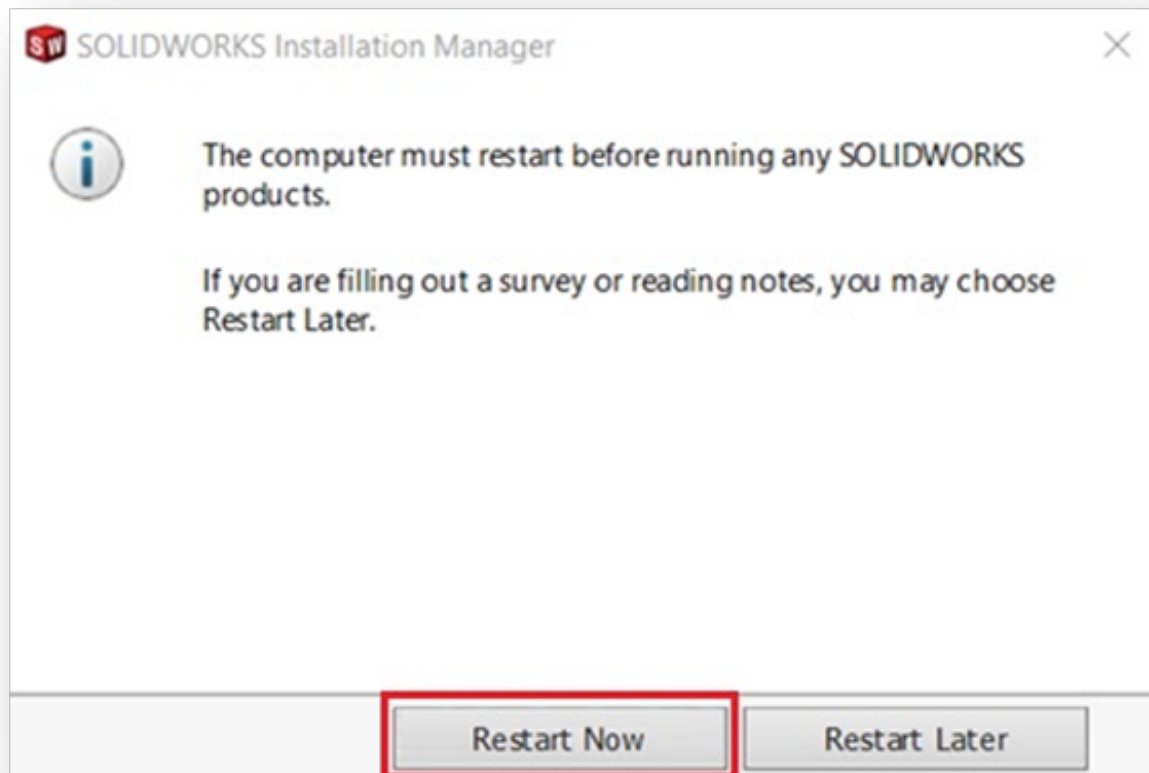 SW SOLIDWORKS Installation Manager
The computer must restart before running any SOLIDWORKS
products.
If you are filling out a survey or reading notes, you may choose
Restart Later.
Restart Now Restart Later